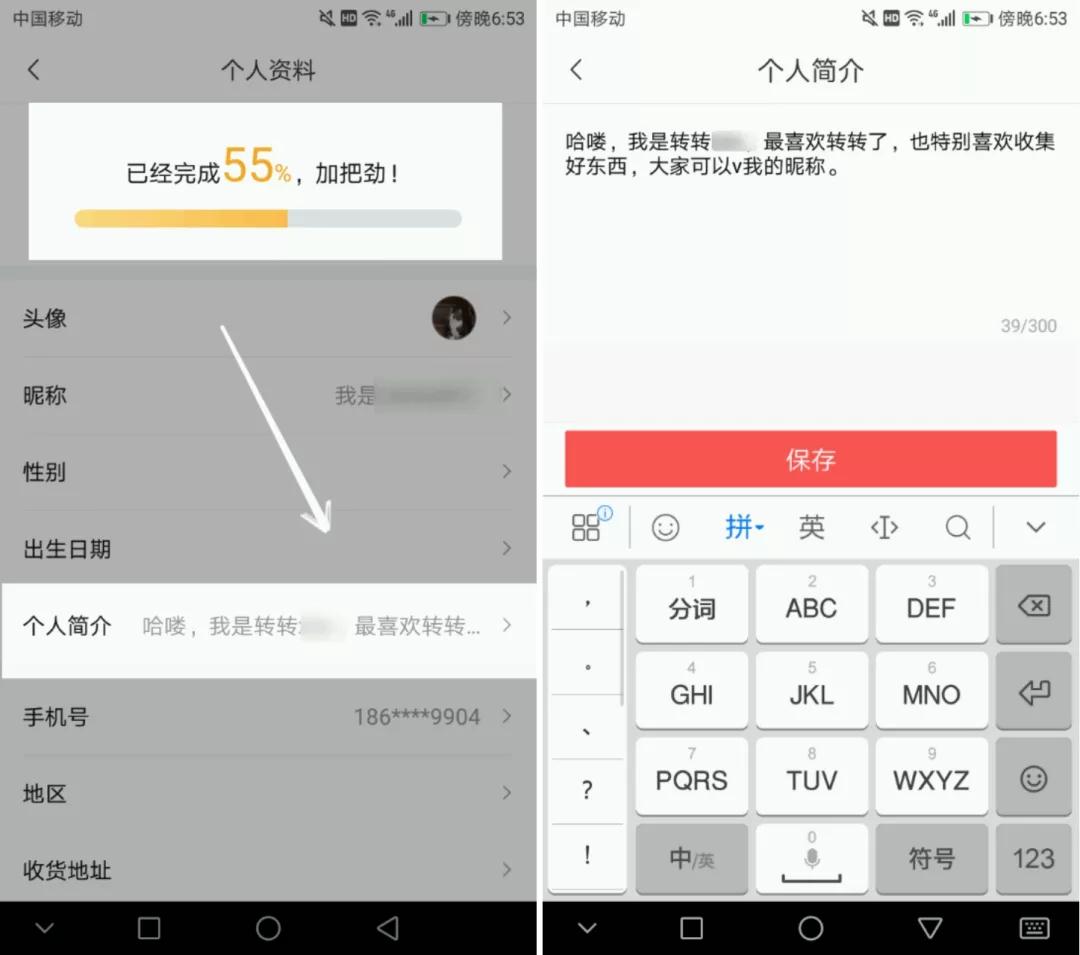 中国移动
HD
4G
傍晚6:53
个人资料
已经完成55%，加把劲！
头像
昵称
我是
性别
出生日期
个人简介
哈喽，我是转转 最喜欢转转...
手机号
186****9904
地区
收货地址
中国移动
HD
4G
傍晚6:53
个人简介
哈喽，我是转转 最喜欢转转了，也特别喜欢收集
好东西，大家可以v我的昵称。
39/300
保存
拼
英
，
。
、
？
！
1
分词
2
ABC
3
DEF
4
GHI
5
JKL
6
MNO
7
PQRS
8
TUV
9
WXYZ
中/英
0
符号
123